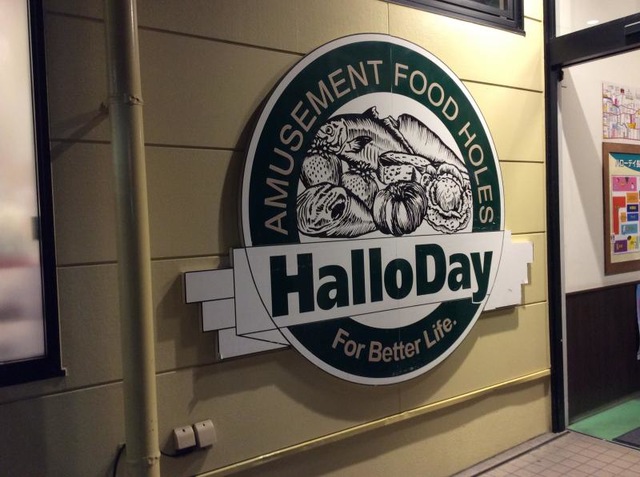 AMUSEMENT FOOD HOLES
HalloDay
For Better Life.